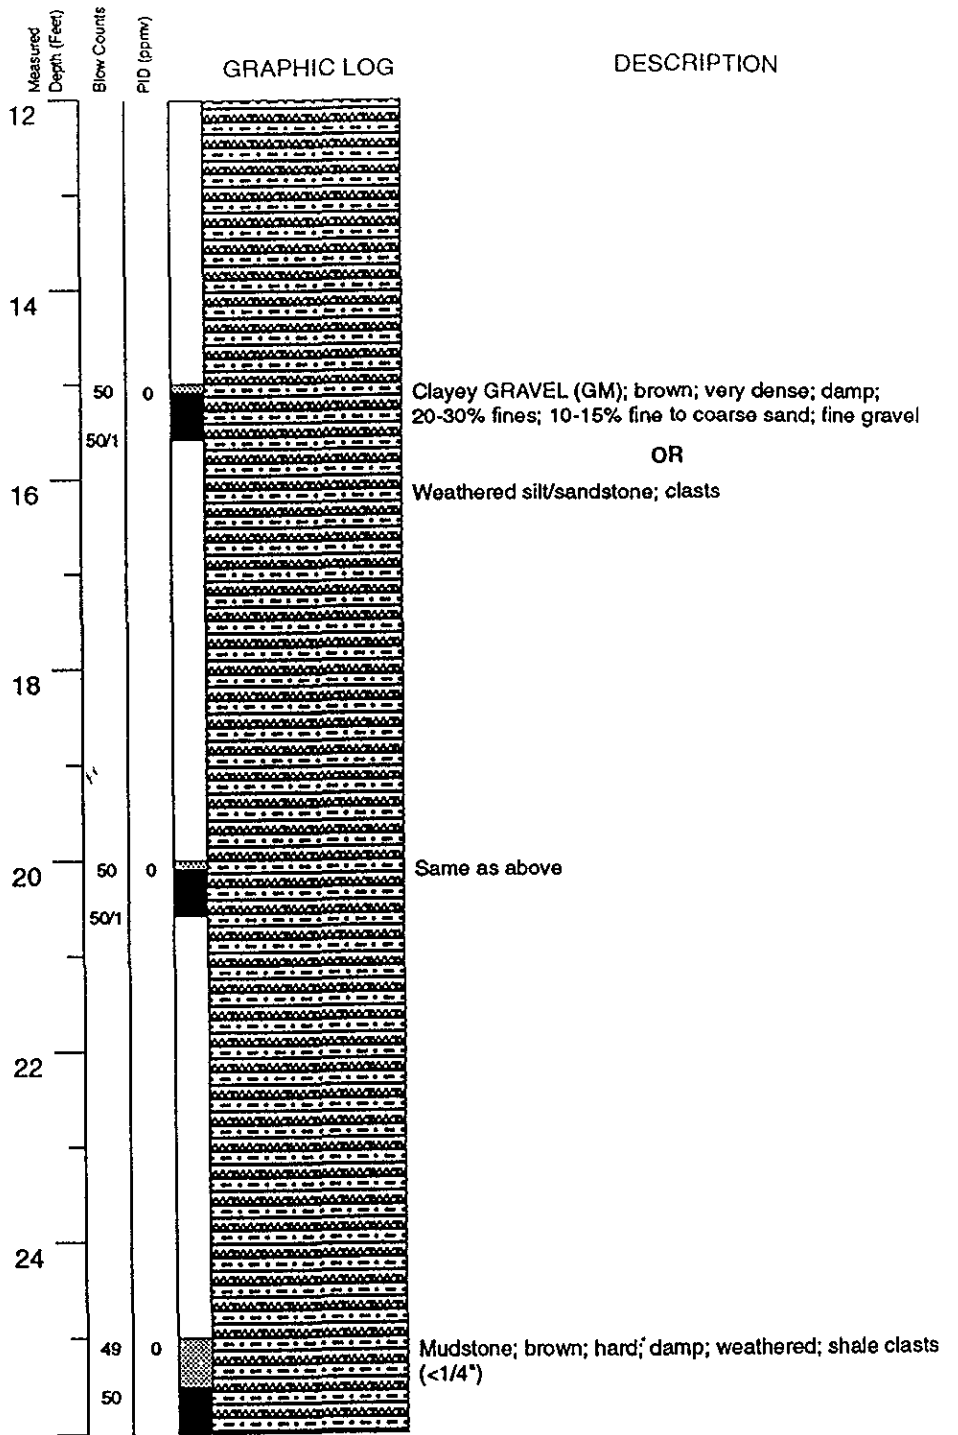 Measured
Depth (Feet)
Blow Counts
PID (ppmv)
GRAPHIC LOG
DESCRIPTION
12
14
50
0
Clayey GRAVEL (GM); brown; very dense; damp;
20-30% fines; 10-15% fine to coarse sand; fine gravel
50/1
OR
16
Weathered silt/sandstone; clasts
18
20
50
0
Same as above
50/1
22
24
49
0
Mudstone; brown; hard; damp; weathered; shale clasts
(<1/4")
50